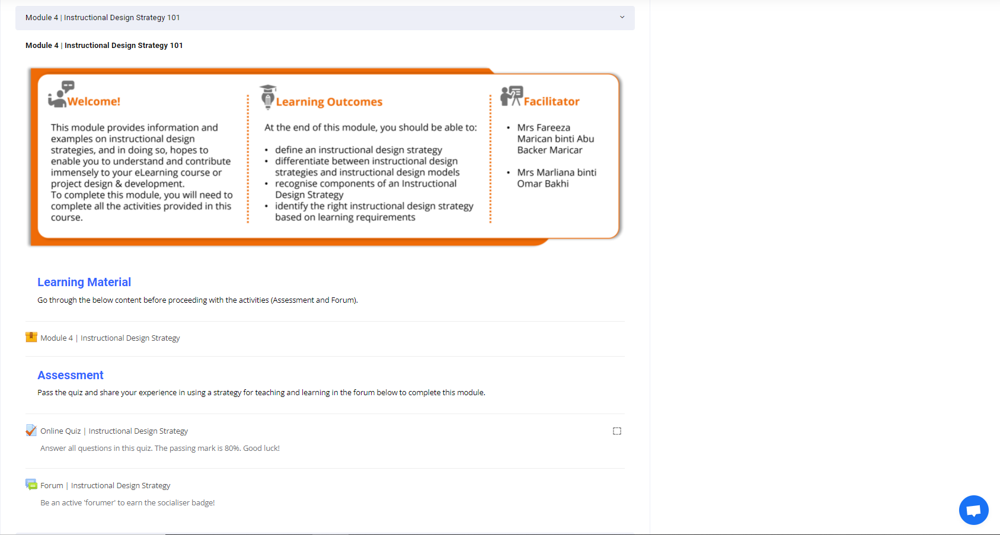 Module 4 | Instructional Design Strategy 101
Module 4 | Instructional Design Strategy 101
Welcome!
This module provides information and
examples on instructional design
strategies, and in doing so, hopes to
enable you to understand and contribute
immensely to your eLearning course or
project design & development.
To complete this module, you will need to
complete all the activities provided in this
course.
Learning Outcomes
At the end of this module, you should be able to:
• define an instructional design strategy
• differentiate between instructional design
strategies and instructional design models
• recognise components of an Instructional
Design Strategy
• identify the right instructional design strategy
based on learning requirements
Facilitator
• Mrs Fareeza
Marican binti Abu
Backer Maricar
• Mrs Marliana binti
Omar Bakhi
Learning Material
Go through the below content before proceeding with the activities (Assessment and Forum).
Module 4 | Instructional Design Strategy
Assessment
Pass the quiz and share your experience in using a strategy for teaching and learning in the forum below to complete this module.
Online Quiz | Instructional Design Strategy
Answer all questions in this quiz. The passing mark is 80%. Good luck!
Forum | Instructional Design Strategy
Be an active 'forumer' to earn the socialiser badge!